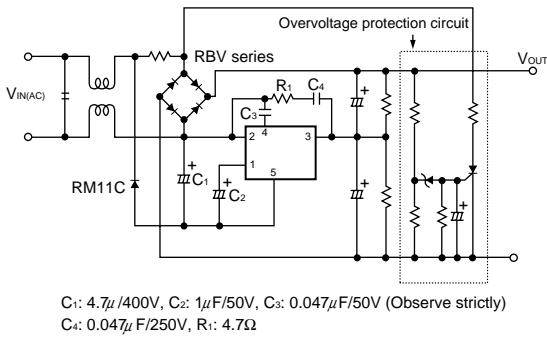 Overvoltage protection circuit
RBV series
VOUT
VIN(AC)
R1
C4
C3
4
2
3
1
5
RM11C
C1
C2
+
+
+
+
+
C1: 4.7μ/400V, C2: 1μF/50V, C3: 0.047μF/50V (Observe strictly)
C4: 0.047μF/250V, R1: 4.7Ω